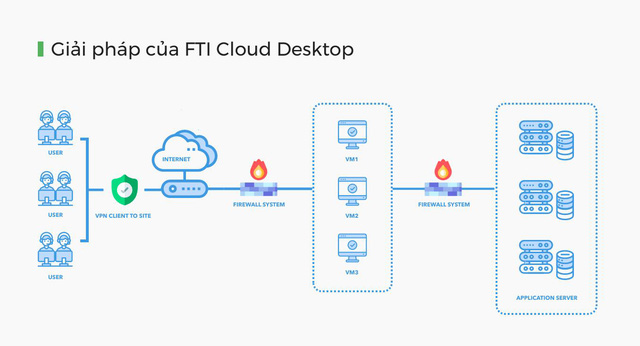 Giải pháp của FTI Cloud Desktop
USER
USER
USER
VPN CLIENT TO SITE
INTERNET
FIREWALL SYSTEM
VM1
VM2
VM3
FIREWALL SYSTEM
APPLICATION SERVER